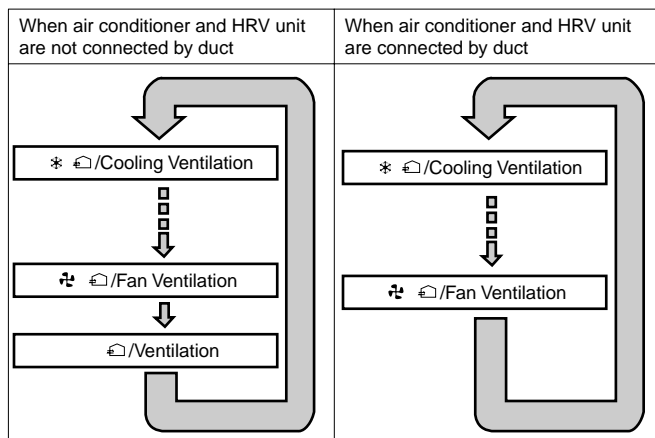 When air conditioner and HRV unit
are not connected by duct
/Cooling Ventilation
/Fan Ventilation
/Ventilation
When air conditioner and HRV unit
are connected by duct
/Cooling Ventilation
/Fan Ventilation